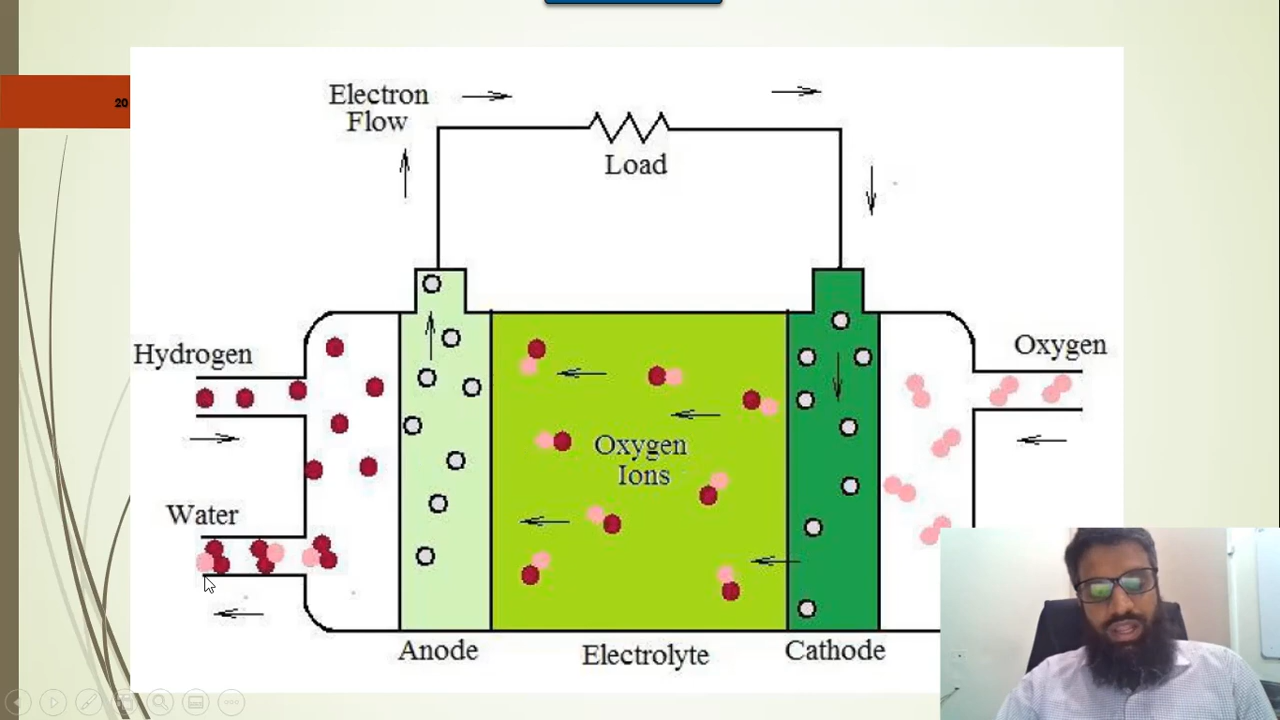 20
Electron
Flow
Load
Hydrogen
Oxygen
Oxygen
Ions
Water
Anode
Electrolyte
Cathode